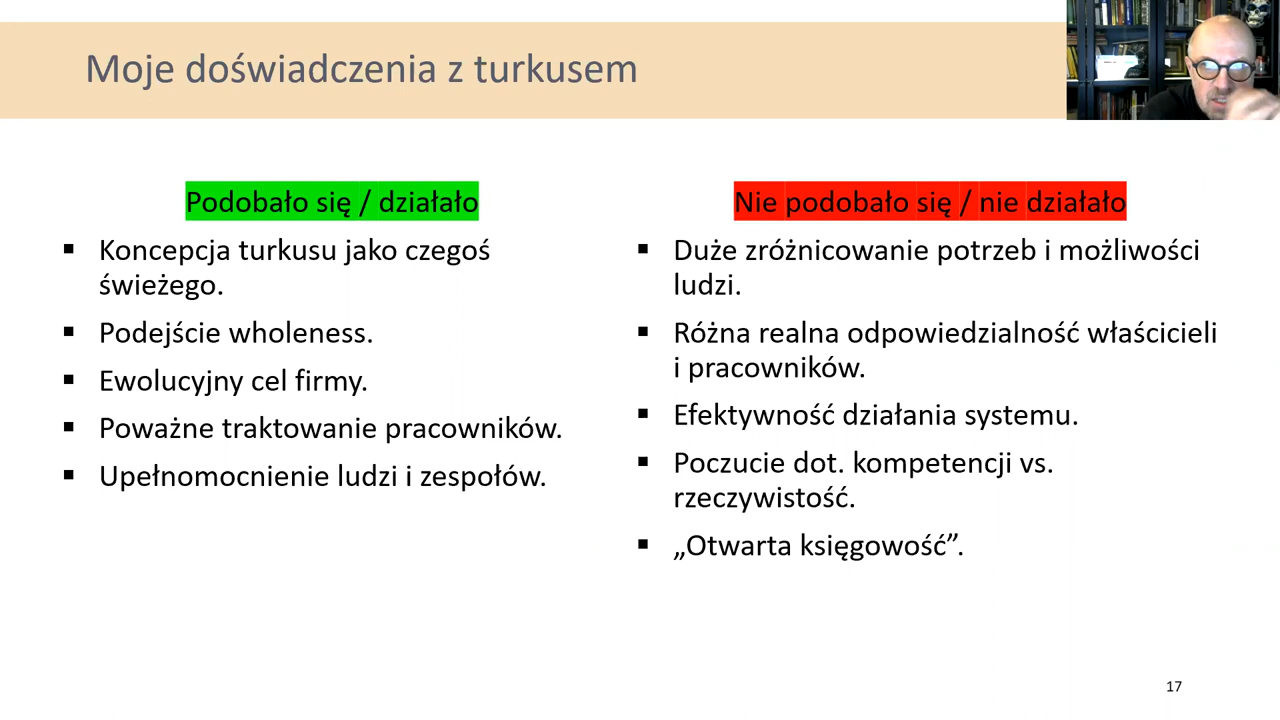 Moje doświadczenia z turkusem
Podobało się / działało
▪ Koncepcja turkusu jako czegoś
świeżego.
▪ Podejście wholeness.
▪ Ewolucyjny cel firmy.
▪ Poważne traktowanie pracowników.
▪ Upełnomocnienie ludzi i zespołów.
Nie podobało się / nie działało
▪ Duże zróżnicowanie potrzeb i możliwości
ludzi.
▪ Różna realna odpowiedzialność właścicieli
i pracowników.
▪ Efektywność działania systemu.
▪ Poczucie dot. kompetencji vs.
rzeczywistość.
▪ „Otwarta księgowość”.
17